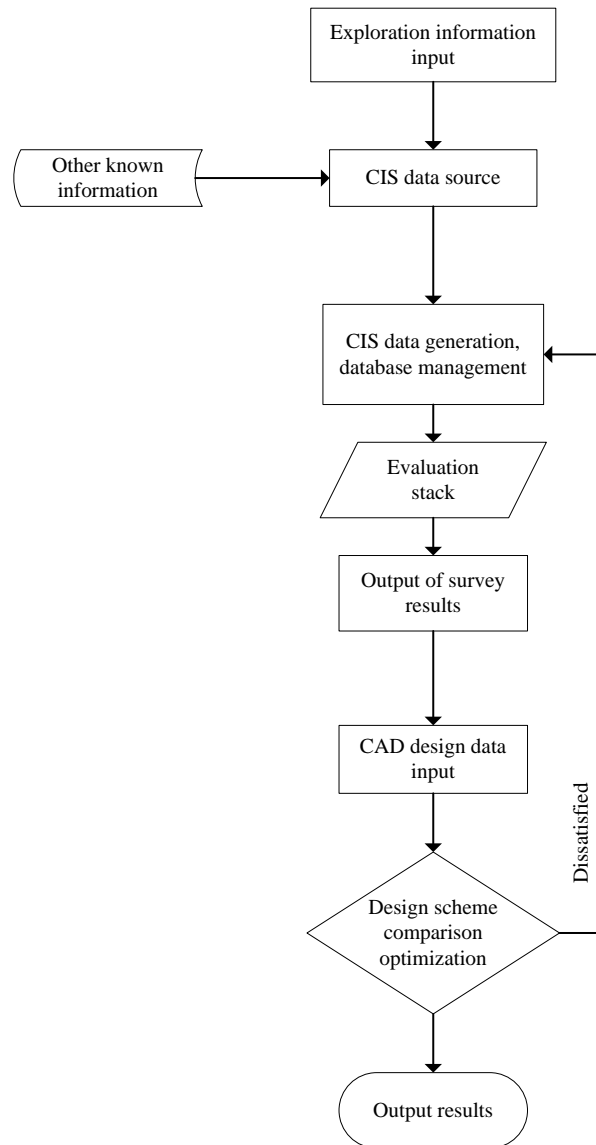 Exploration information
input
Other known
information
CIS data source
CIS data generation,
database management
Evaluation
stack
Output of survey
results
CAD design data
input
Dissatisfied
Design scheme
comparison
optimization
Output results